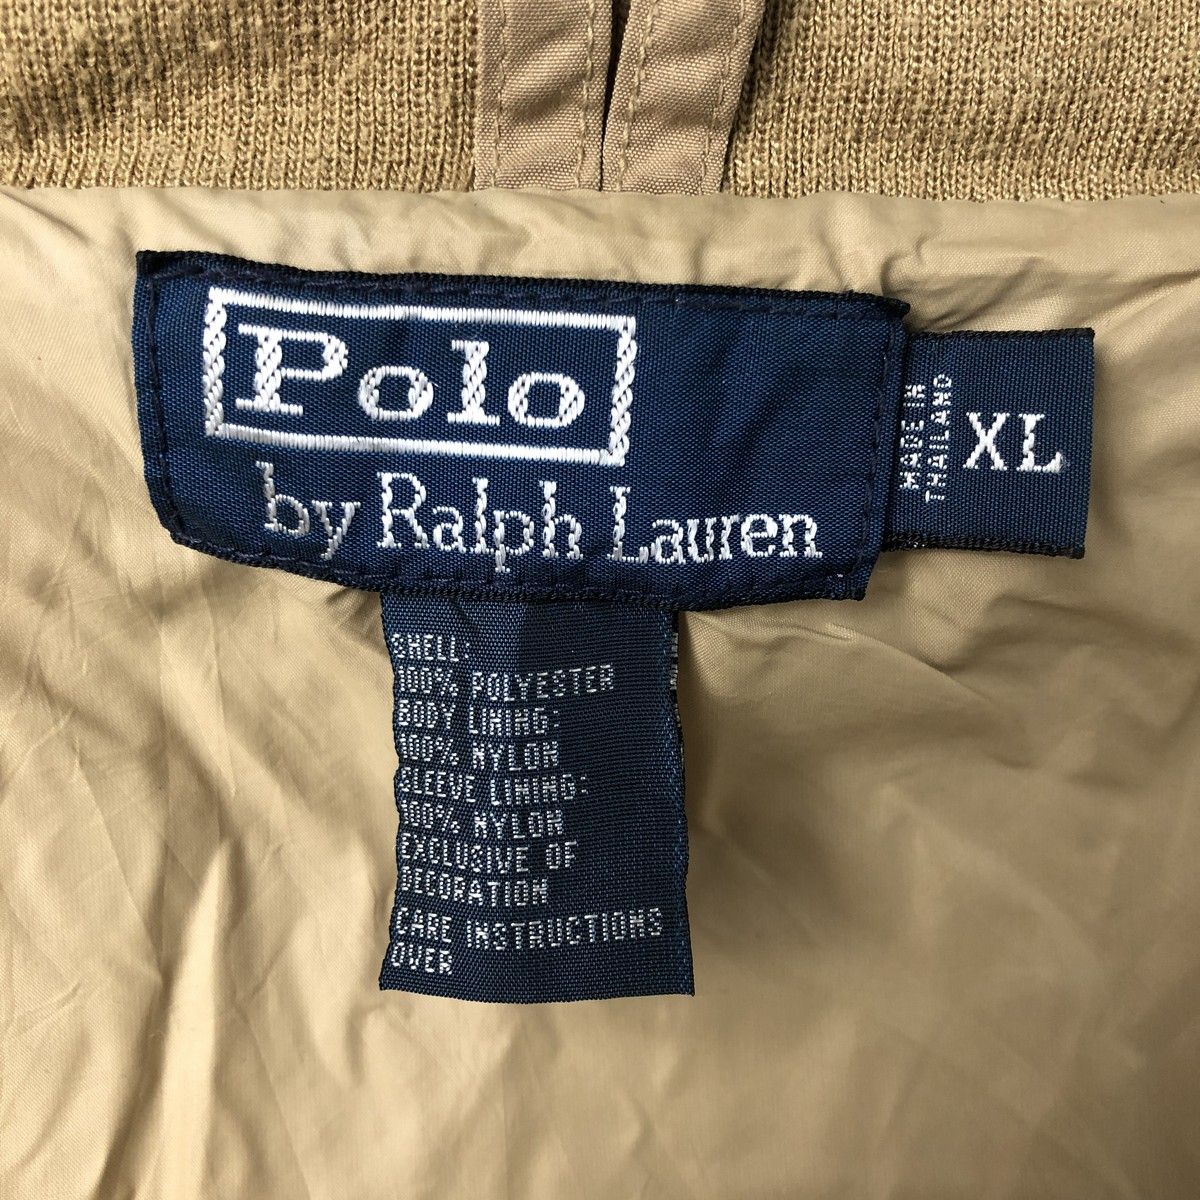 Polo
by Ralph Lauren
MADE IN
THAILAND
XL
SHELL:
100% POLYESTER
BODY LINING:
100% NYLON
SLEEVE LINING:
100% NYLON
EXCLUSIVE OF
DECORATION
CARE INSTRUCTIONS
OVER